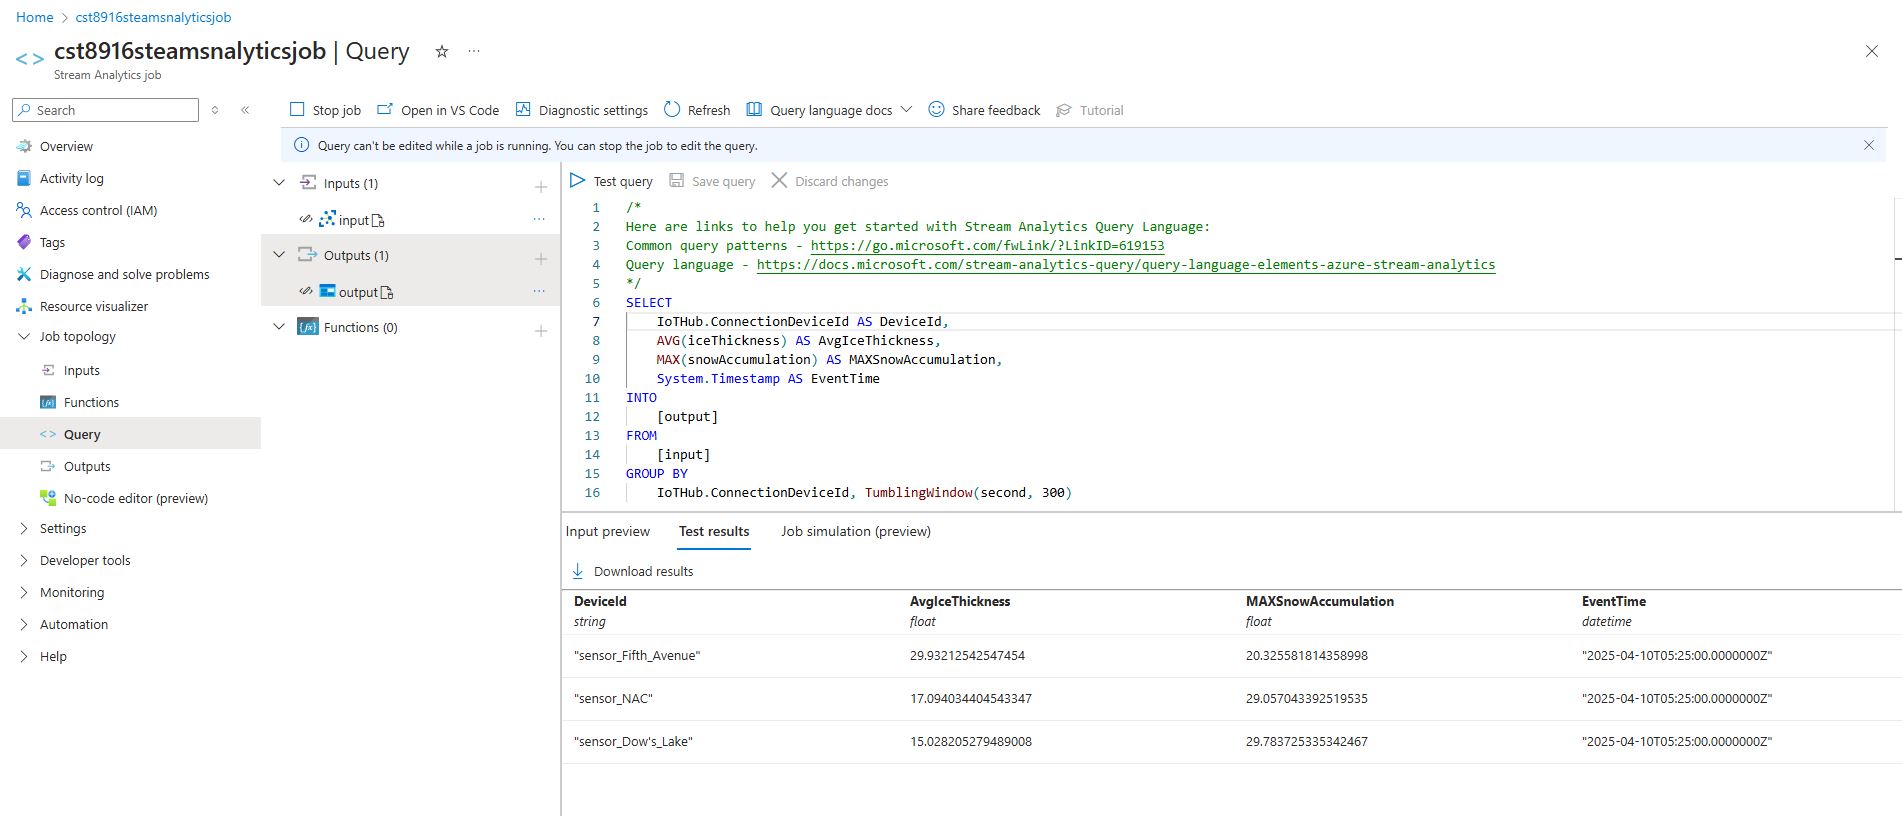 Home > cst8916steamsnalyticsjob
cst8916steamsnalyticsjob | Query
Stream Analytics job
Search
Overview
Activity log
Access control (IAM)
Tags
Diagnose and solve problems
Resource visualizer
Job topology
Inputs
Functions
Query
Outputs
No-code editor (preview)
Settings
Developer tools
Monitoring
Automation
Help
Stop job
Open in VS Code
Diagnostic settings
Refresh
Query language docs
Share feedback
Tutorial
Query can't be edited while a job is running. You can stop the job to edit the query.
Inputs (1)
input
Outputs (1)
output
Functions (0)
Test query
Save query
Discard changes
1 /*
2 Here are links to help you get started with Stream Analytics Query Language:
3 Common query patterns - https://go.microsoft.com/fwLink/?LinkID=619153
4 Query language - https://docs.microsoft.com/stream-analytics-query/query-language-elements-azure-stream-analytics
5 */
6 SELECT
7 IoTHub.ConnectionDeviceId AS DeviceId,
8 AVG(iceThickness) AS AvgIceThickness,
9 MAX(snowAccumulation) AS MAXSnowAccumulation,
10 System.Timestamp AS EventTime
11 INTO
12 [output]
13 FROM
14 [input]
15 GROUP BY
16 IoTHub.ConnectionDeviceId, TumblingWindow(second, 300)
Input preview
Test results
Job simulation (preview)
Download results
DeviceId AvgIceThickness MAXSnowAccumulation EventTime
string float float datetime
"sensor_Fifth_Avenue" 29.93212542547454 20.325581814358998 "2025-04-10T05:25:00.0000000Z"
"sensor_NAC" 17.094034404543347 29.057043392519535 "2025-04-10T05:25:00.0000000Z"
"sensor_Dow's_Lake" 15.028205279489008 29.783725335342467 "2025-04-10T05:25:00.0000000Z"